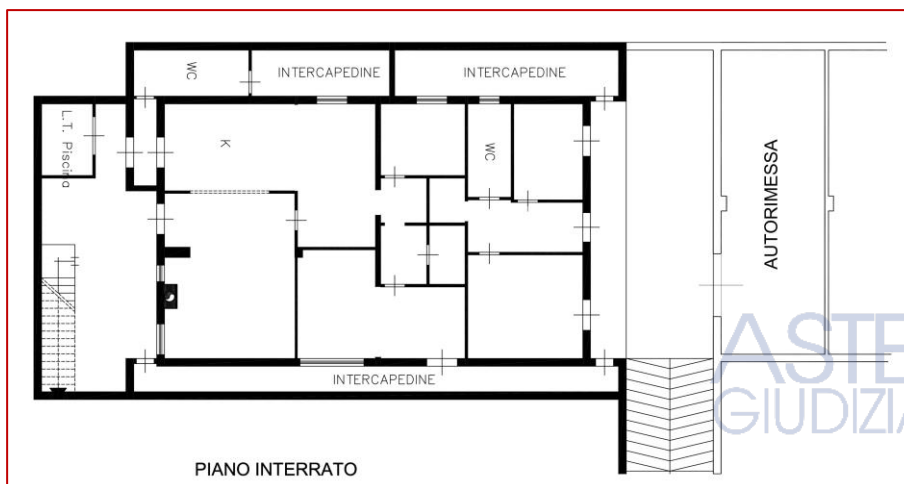 WC
INTERCAPEDINE
INTERCAPEDINE
L.T. Piscina
K
WC
AUTORIMESSA
ASTE
GIUDIZIA
INTERCAPEDINE
PIANO INTERRATO